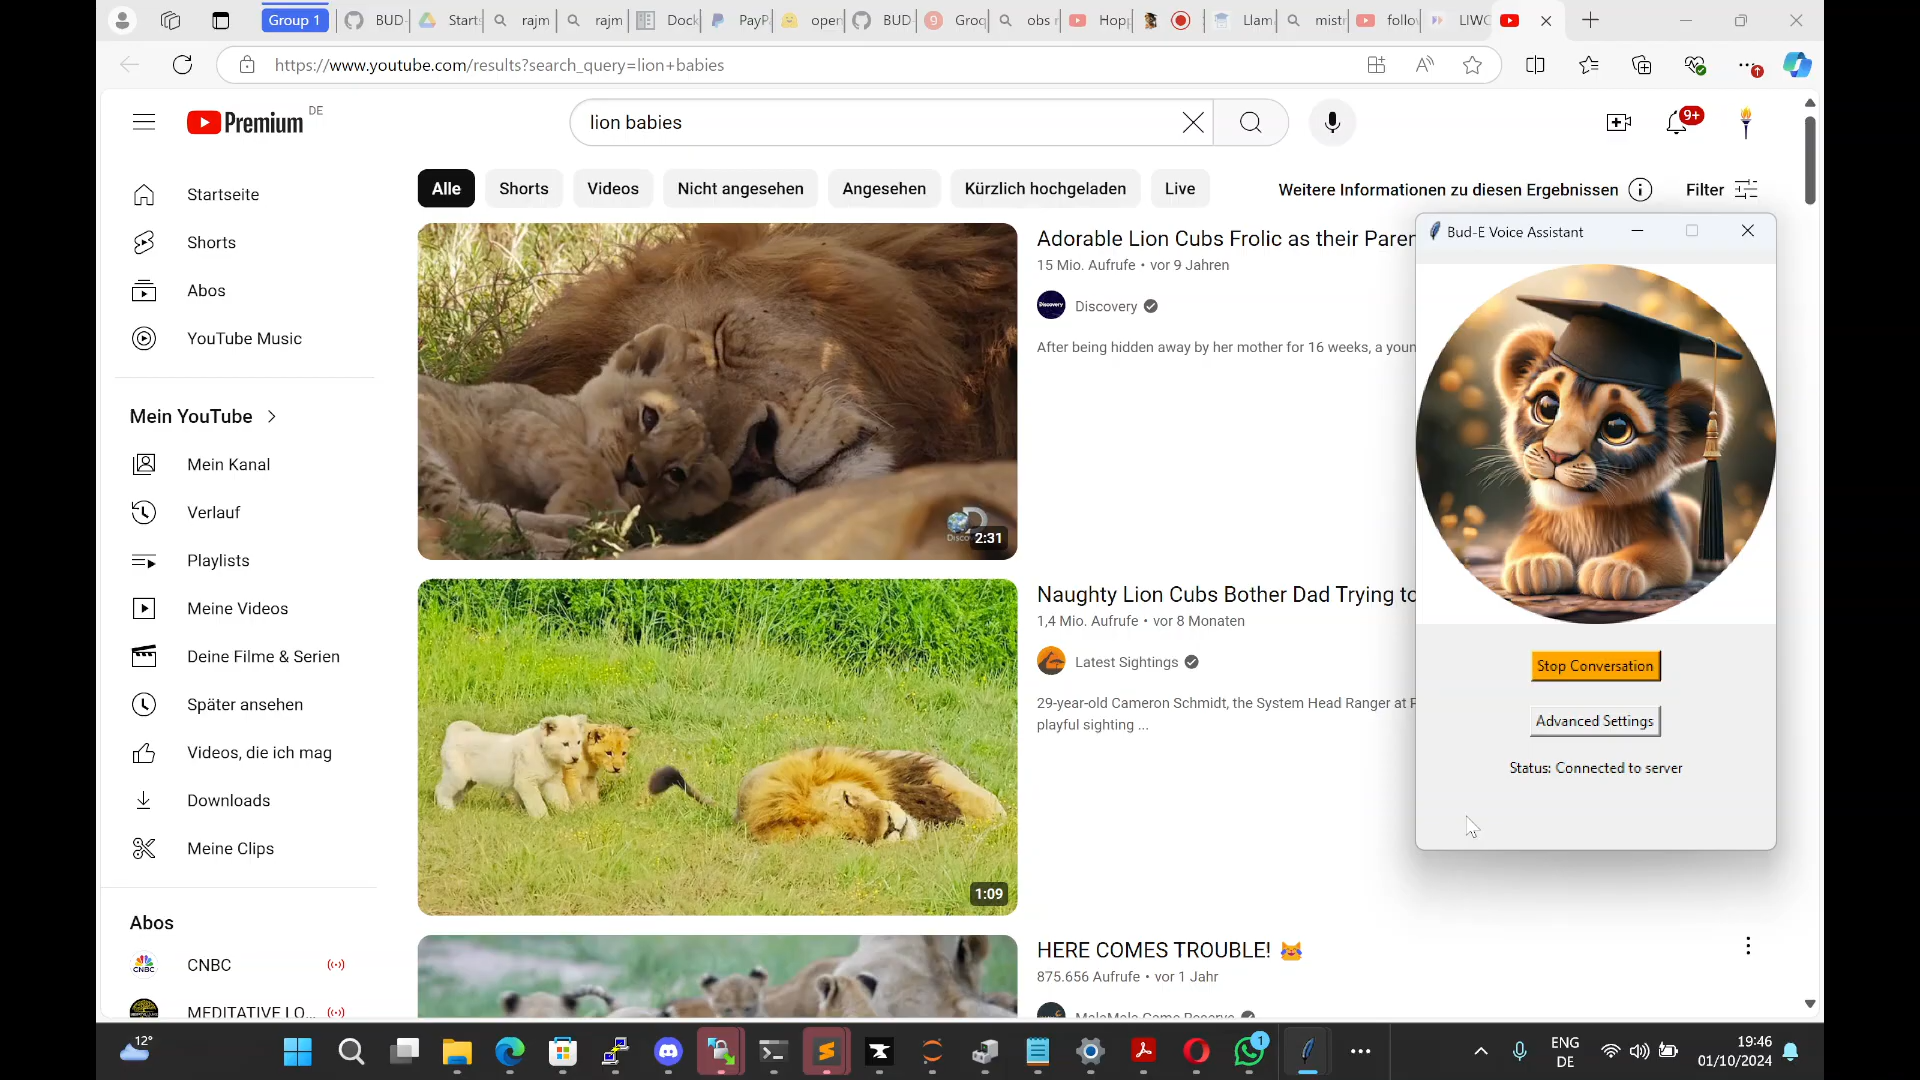 Group 1
BUD-
Start
rajm
rajm
Dock
PayP
oper
BUD
Groq
obs r
Hopp
Llam
mistr
follo
LIWC
https://www.youtube.com/results?search_query=lion+babies
Premium DE
lion babies
9+
Alle
Shorts
Videos
Nicht angesehen
Angesehen
Kürzlich hochgeladen
Live
Weitere Informationen zu diesen Ergebnissen
Filter
Startseite
Shorts
Abos
YouTube Music
Mein YouTube
Mein Kanal
Verlauf
Playlists
Meine Videos
Deine Filme & Serien
Später ansehen
Videos, die ich mag
Downloads
Meine Clips
Abos
CNBC
MEDITATIVE LO...
2:31
Adorable Lion Cubs Frolic as their Paren
15 Mio. Aufrufe • vor 9 Jahren
Discovery
After being hidden away by her mother for 16 weeks, a youn
1:09
Naughty Lion Cubs Bother Dad Trying to
1,4 Mio. Aufrufe • vor 8 Monaten
Latest Sightings
29-year-old Cameron Schmidt, the System Head Ranger at P
playful sighting ...
HERE COMES TROUBLE!
875.656 Aufrufe • vor 1 Jahr
MalaMala Game Reserve
Bud-E Voice Assistant
Stop Conversation
Advanced Settings
Status: Connected to server
12°
1
ENG
DE
19:46
01/10/2024